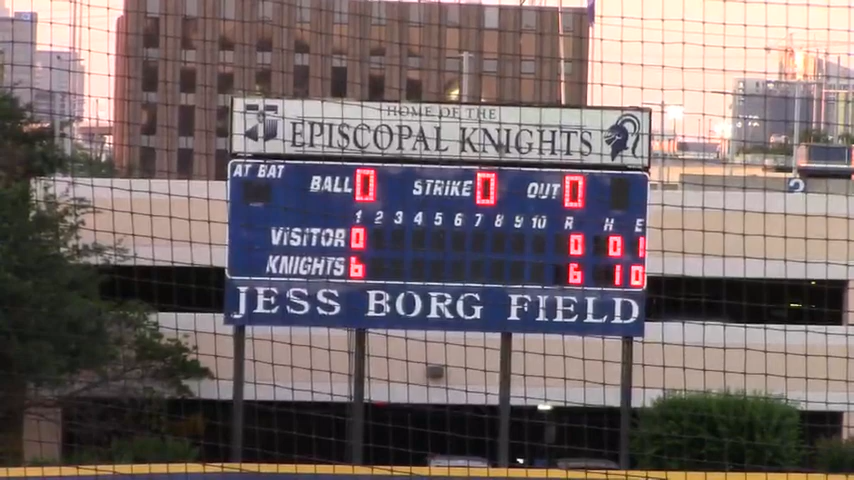 HOME OF THE
EPISCOPAL KNIGHTS
AT BAT BALL 0 STRIKE 0 OUT 0
1 2 3 4 5 6 7 8 9 10 R H E
VISITOR 0 0 0 1
KNIGHTS 6 6 1 0
JESS BORG FIELD
2